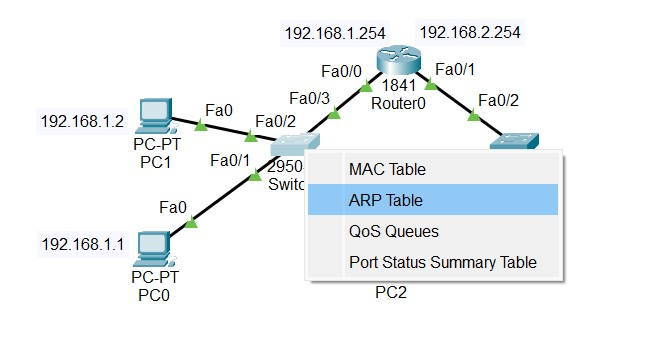 192.168.1.254
192.168.2.254
Fa0/0
Fa0/1
1841
Router0
Fa0/3
Fa0/2
Fa0
Fa0/2
192.168.1.2
PC-PT
PC1
Fa0/1
2950
Switc
MAC Table
ARP Table
QoS Queues
Port Status Summary Table
Fa0
192.168.1.1
PC-PT
PC0
PC2